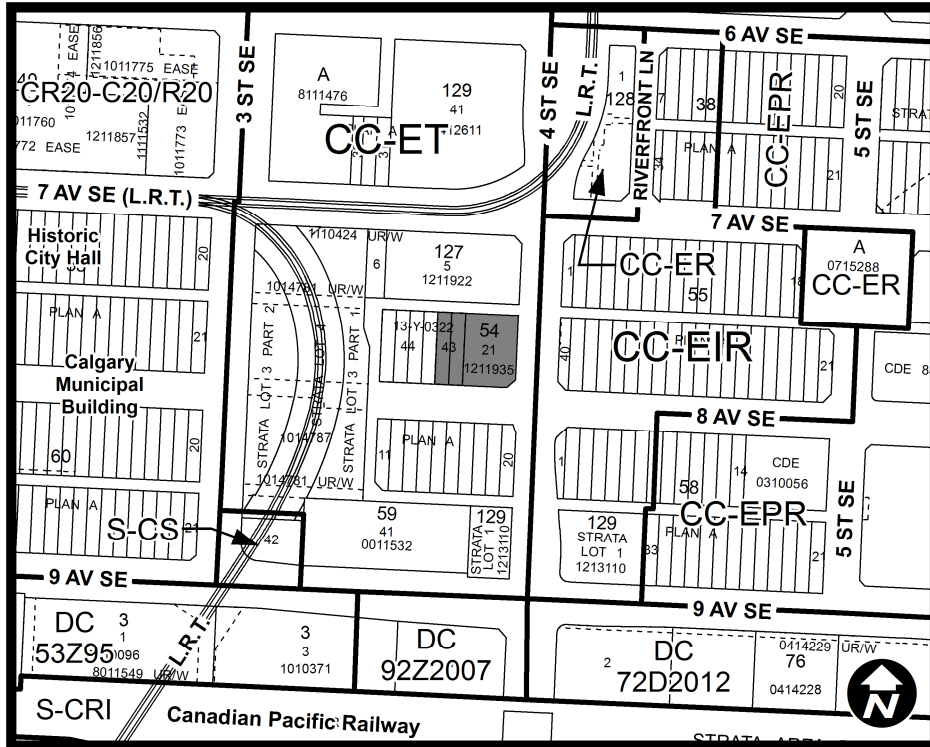 6 AV SE
3 ST SE
4 ST SE
L.R.T.
RIVERFRONT LN
5 ST SE
1211856
EASE
1011775 EASE
CR20-C20/R20
1211857
1111532
1011773 EASE
772 EASE
A
8111476
129
41
CC-ET
1
128
38
20
CC-EPR
34
PLAN A
21
7 AV SE (L.R.T.)
7 AV SE
Historic
City Hall
20
1110424 UR/W
6
127
5
1211922
1
CC-ER
55
18
A
0715288
CC-ER
1014781 UR/W
PLAN A
21
STRATA LOT 3 PART 2
STRATA LOT 4
STRATA LOT 3 PART 1
13-Y-0322
44
43
54
21
1211935
40
CC-EIR
21
CDE
Calgary
Municipal
Building
8 AV SE
20
60
1014787
1014781 UR/W
11
PLAN A
20
1
14
CDE
0310056
58
CC-EPR
PLAN A
33
21
5 ST SE
PLAN A
21
S-CS
42
59
41
0011532
129
STRATA
LOT 1
1213110
129
STRATA
LOT 1
1213110
9 AV SE
9 AV SE
DC
53Z95
3
1
8011549 UR/W
L.R.T.
3
3
1010371
DC
92Z2007
2
DC
72D2012
0414229 UR/W
76
0414228
N
S-CRI
Canadian Pacific Railway